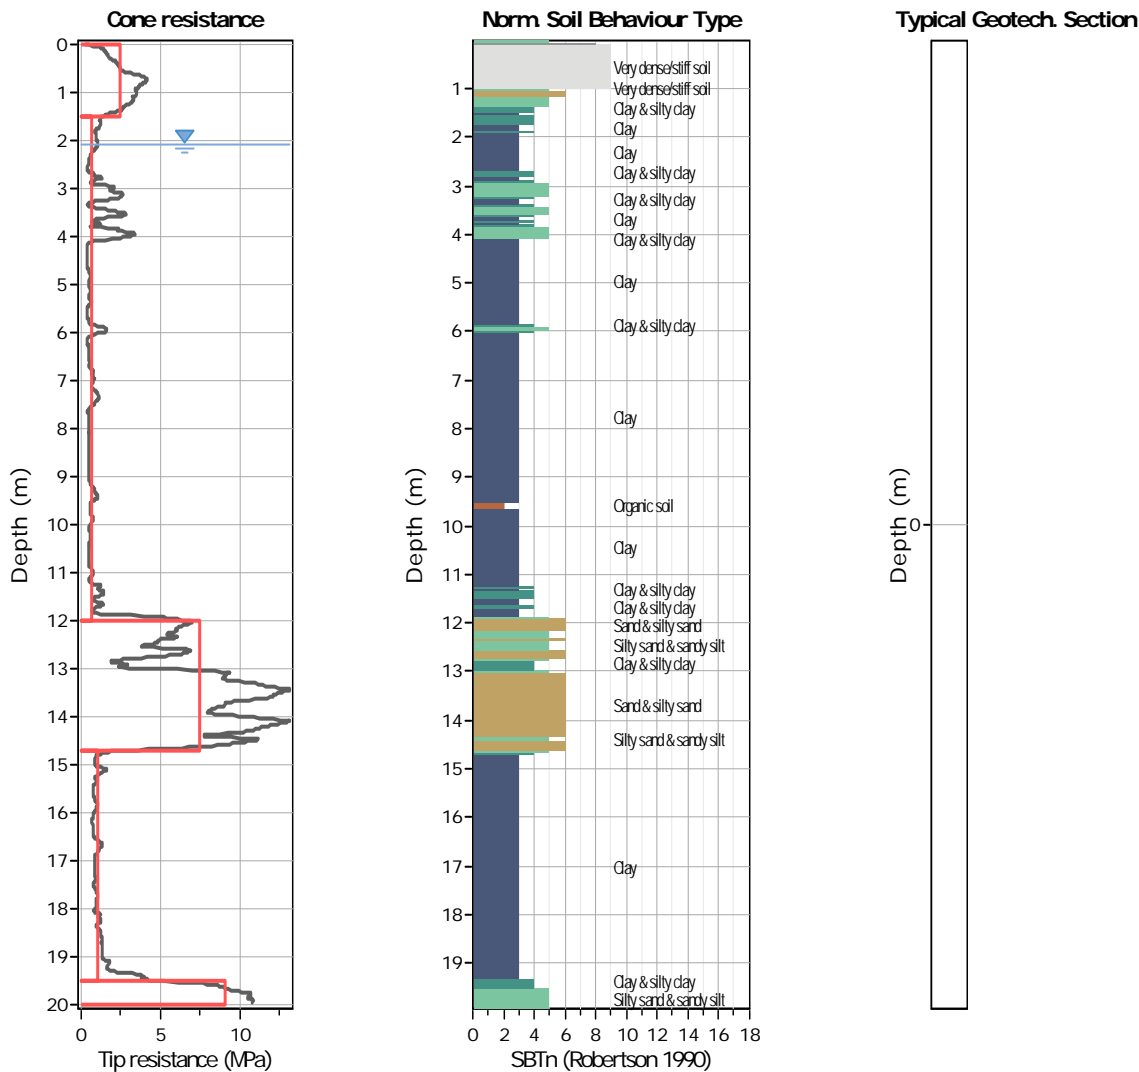 Cone resistance
0
1
2
3
4
5
6
7
8
9
10
11
12
13
14
15
16
17
18
19
20
Depth (m)
0 5 10
Tip resistance (MPa)
Norm. Soil Behaviour Type
1
2
3
4
5
6
7
8
9
10
11
12
13
14
15
16
17
18
19
Depth (m)
Very dense/stiff soil
Very dense/stiff soil
Clay & silty clay
Clay
Clay
Clay & silty clay
Clay & silty clay
Clay
Clay & silty clay
Clay
Clay & silty clay
Clay
Organic soil
Clay
Clay & silty clay
Clay & silty clay
Sand & silty sand
Silty sand & sandy silt
Clay & silty clay
Sand & silty sand
Silty sand & sandy silt
Clay
Clay & silty clay
Silty sand & sandy silt
0 2 4 6 8 10 12 14 16 18
SBTn (Robertson 1990)
Typical Geotech. Section
Depth (m)
0